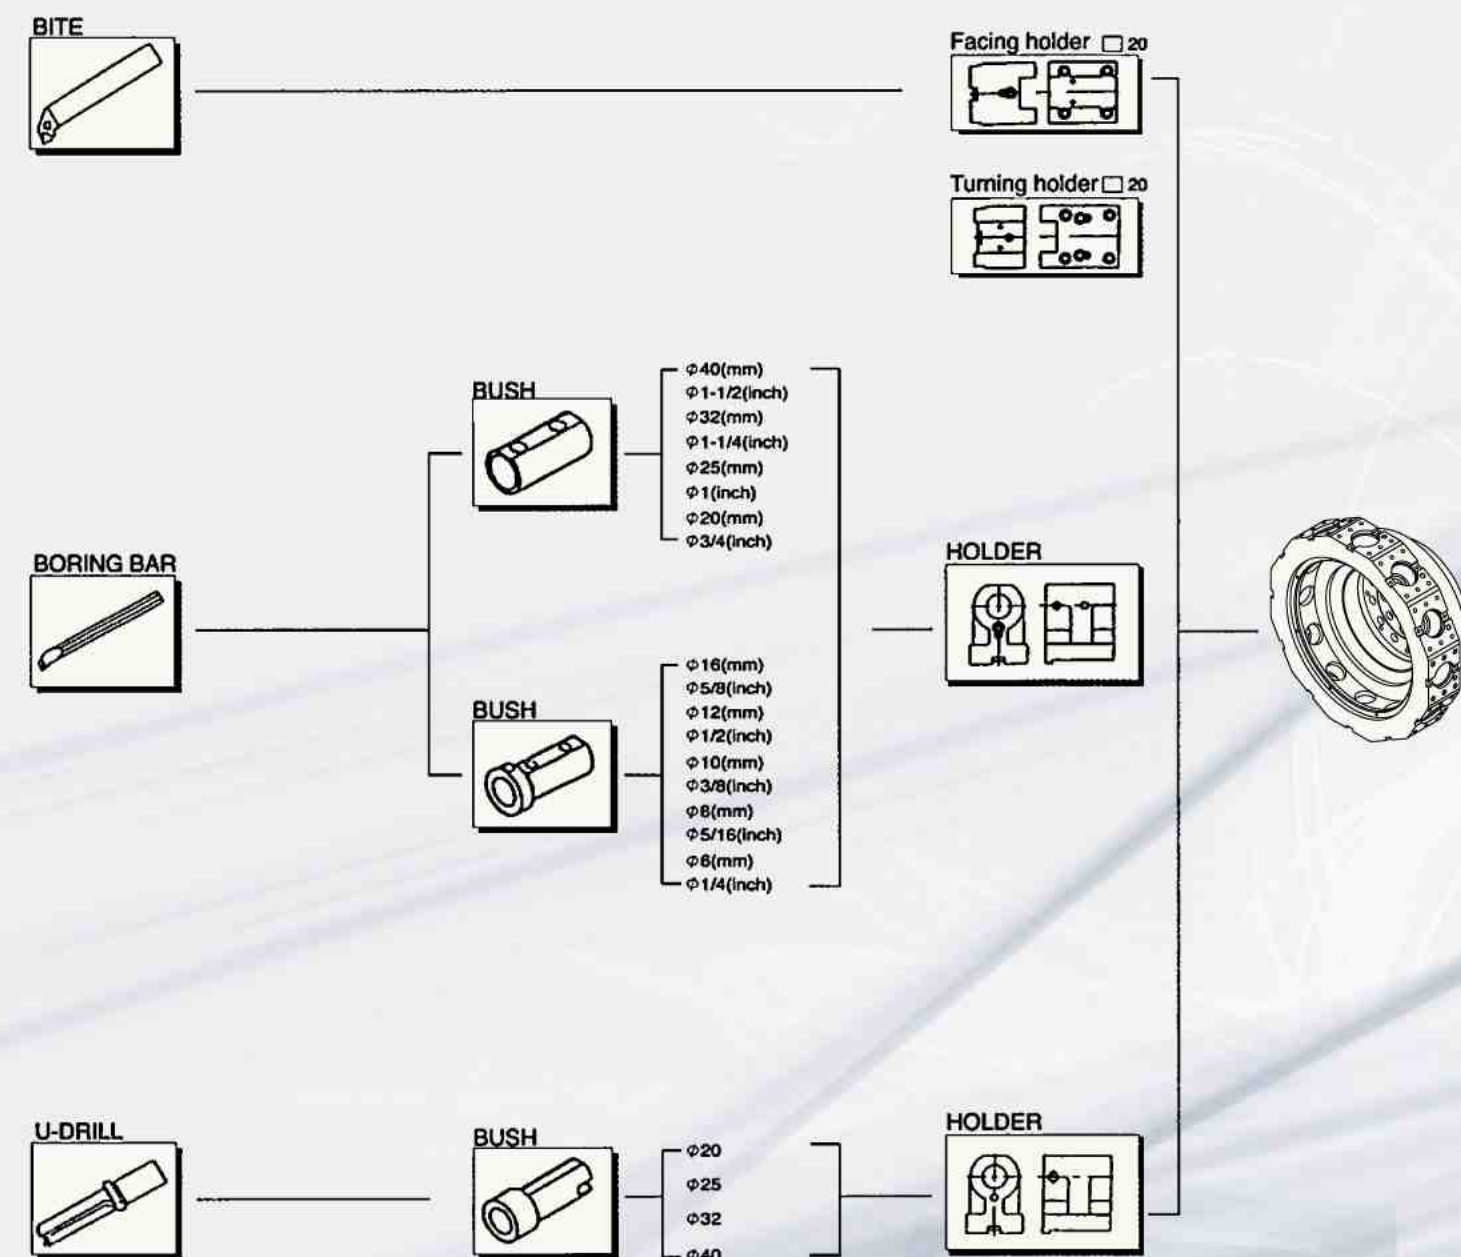 BITE
Facing holder □ 20
Turning holder □ 20
BUSH
φ40(mm)
φ1-1/2(inch)
φ32(mm)
φ1-1/4(inch)
φ25(mm)
φ1(inch)
φ20(mm)
φ3/4(inch)
BORING BAR
HOLDER
BUSH
φ16(mm)
φ5/8(inch)
φ12(mm)
φ1/2(inch)
φ10(mm)
φ3/8(inch)
φ8(mm)
φ5/16(inch)
φ6(mm)
φ1/4(inch)
U-DRILL
BUSH
φ20
φ25
φ32
φ40
HOLDER